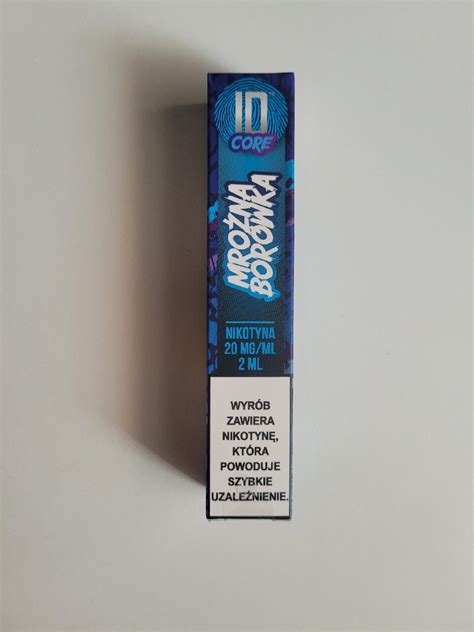 ID
CORE
MROŹNA
BORÓWKA
NIKOTYNA
20 MG/ML
2 ML
WYRÓB
ZAWIERA
NIKOTYNĘ,
KTÓRA
POWODUJE
SZYBKIE
UZALEŻNIENIE.